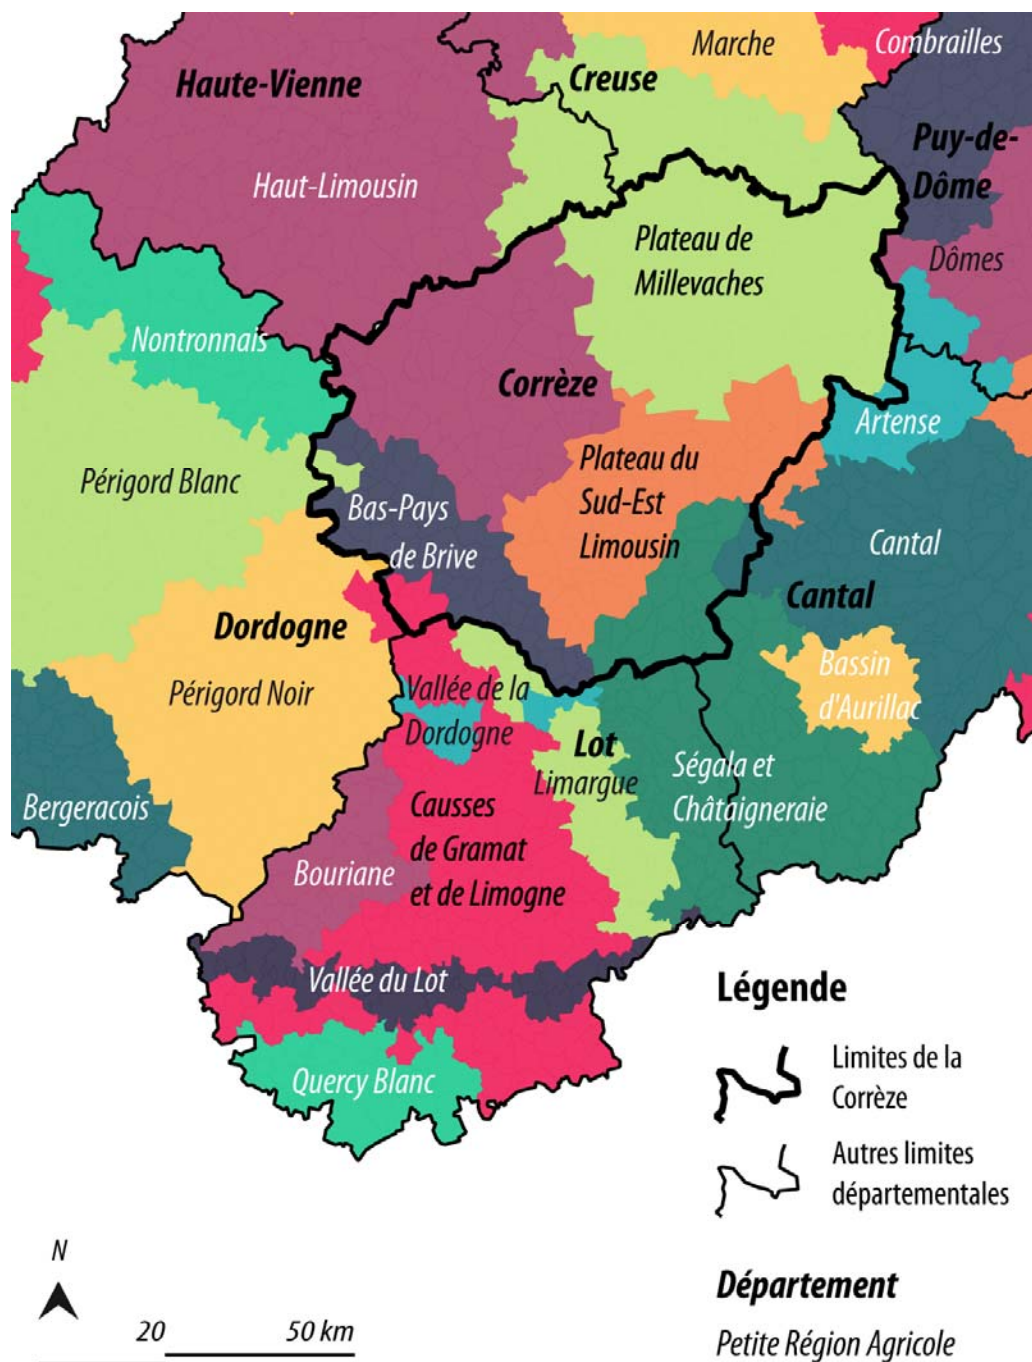 Marche
Combrailles
Haute-Vienne
Creuse
Puy-de-
Dôme
Haut-Limousin
Plateau de
Millevaches
Dômes
Nontronnais
Corrèze
Artense
Périgord Blanc
Plateau du
Sud-Est
Limousin
Bas-Pays
de Brive
Cantal
Cantal
Dordogne
Périgord Noir
Bassin
d'Aurillac
Vallée de la
Dordogne
Lot
Limargue
Ségala et
Châtaigneraie
Bergeracois
Causses
de Gramat
et de Limogne
Bouriane
Vallée du Lot
Quercy Blanc
Légende
Limites de la
Corrèze
Autres limites
départementales
Département
Petite Région Agricole
N
20 50 km